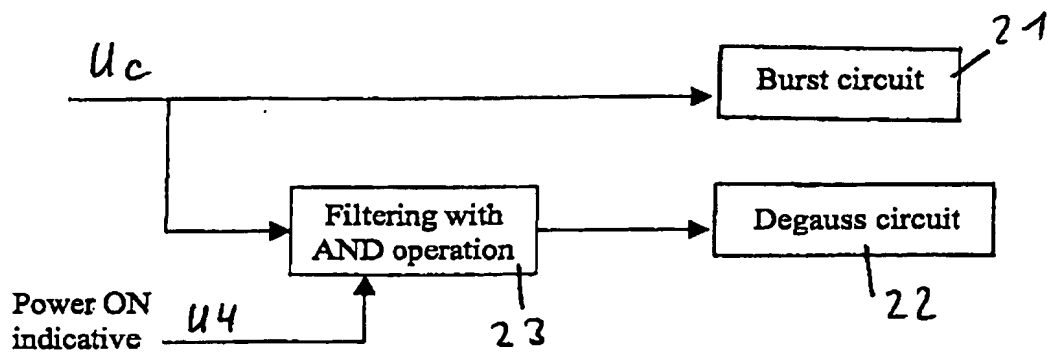 21
Uc
Burst circuit
Filtering with
AND operation
Degauss circuit
Power ON
indicative
U4
23
22